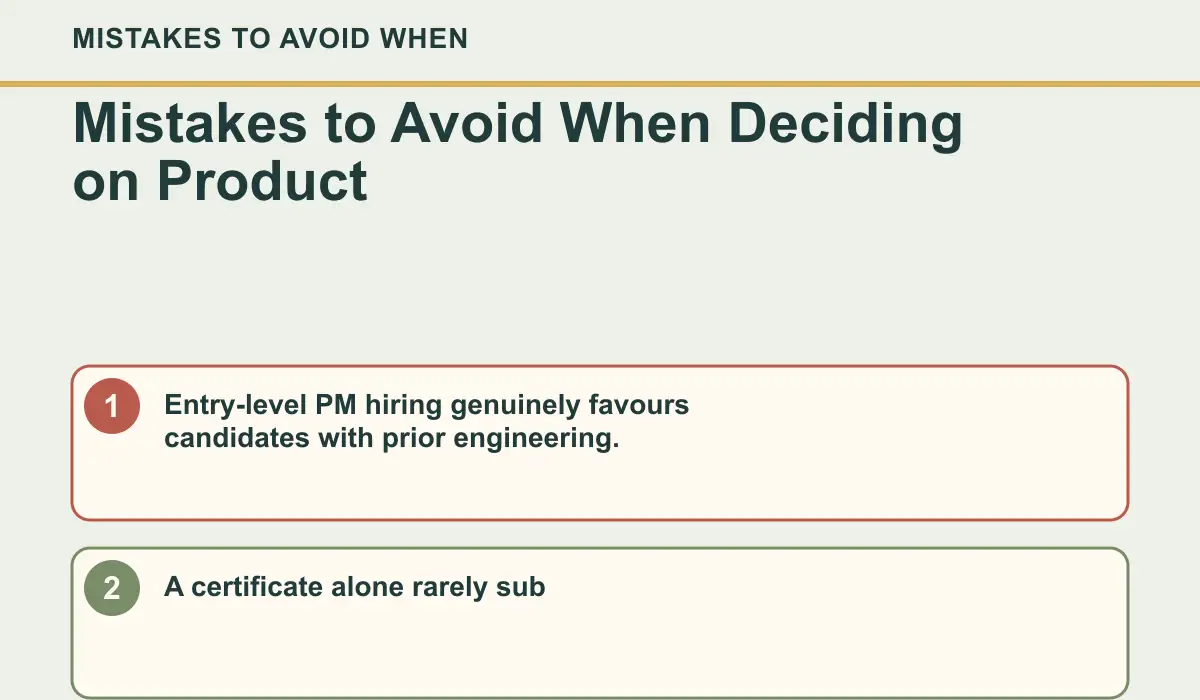 MISTAKES TO AVOID WHEN
Mistakes to Avoid When Deciding
on Product
1
Entry-level PM hiring genuinely favours
candidates with prior engineering.
2
A certificate alone rarely sub